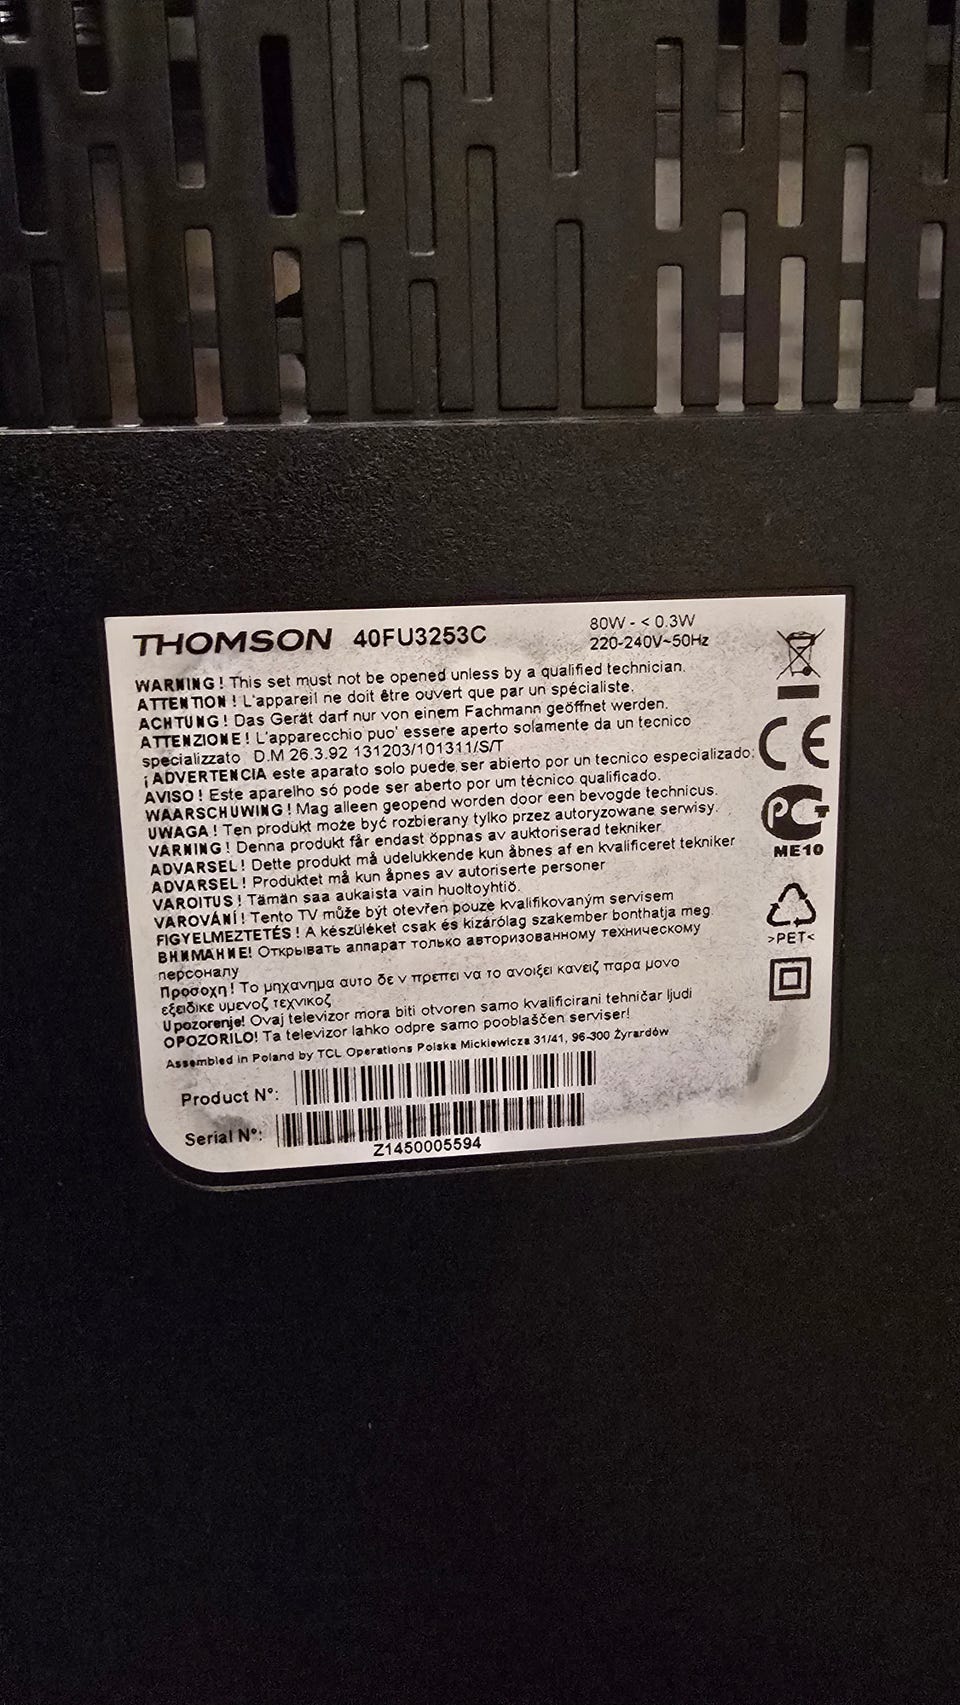 THOMSON 40FU3253C
80W - < 0.3W
220-240V~50Hz
WARNING ! This set must not be opened unless by a qualified technician.
ATTENTION ! L'appareil ne doit être ouvert que par un spécialiste.
ACHTUNG ! Das Gerät darf nur von einem Fachmann geöffnet werden.
ATTENZIONE ! L'apparecchio puo' essere aperto solamente da un tecnico
specializzato D.M 26.3.92 131203/101311/S/T
¡ ADVERTENCIA este aparato solo puede ser abierto por un tecnico especializado:
AVISO ! Este aparelho só pode ser aberto por um técnico qualificado.
WAARSCHUWING ! Mag alleen geopend worden door een bevogde technicus.
UWAGA ! Ten produkt może być rozbierany tylko przez autoryzowane serwisy.
VARNING ! Denna produkt får endast öppnas av auktoriserad tekniker
ADVARSEL ! Dette produkt må udelukkende kun åbnes af en kvalificeret tekniker
ADVARSEL ! Produktet må kun åpnes av autoriserte personer
VAROITUS ! Tämän saa aukaista vain huoltoyhtiö.
VAROVÁNÍ ! Tento TV může být otevřen pouze kvalifikovaným servisem
FIGYELMEZTETÉS ! A készüléket csak és kizárólag szakember bonthatja meg.
ВНИМАНИЕ! Открывать аппарат только авторизованному техническому
персоналу
Προσοχη ! Το μηχανημα αυτο δε ν πρεπει να το ανοιξει κανειζ παρα μονο
εξειδικε υμενοζ τεχνικοζ
Upozorenje! Ovaj televizor mora biti otvoren samo kvalificirani tehničar ljudi
OPOZORILO! Ta televizor lahko odpre samo pooblaščen serviser!
Assembled in Poland by TCL Operations Polska Mickiewicza 31/41, 96-300 Żyrardów
Product N°:
Serial N°:
Z1450005594
CE
PCT
ME10
>PET<